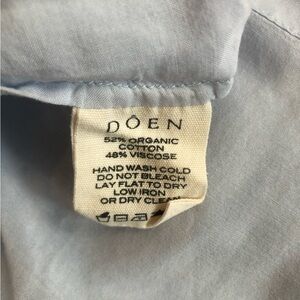 DÔEN
52% ORGANIC
COTTON
48% VISCOSE
HAND WASH COLD
DO NOT BLEACH
LAY FLAT TO DRY
LOW IRON
OR DRY CLEAN